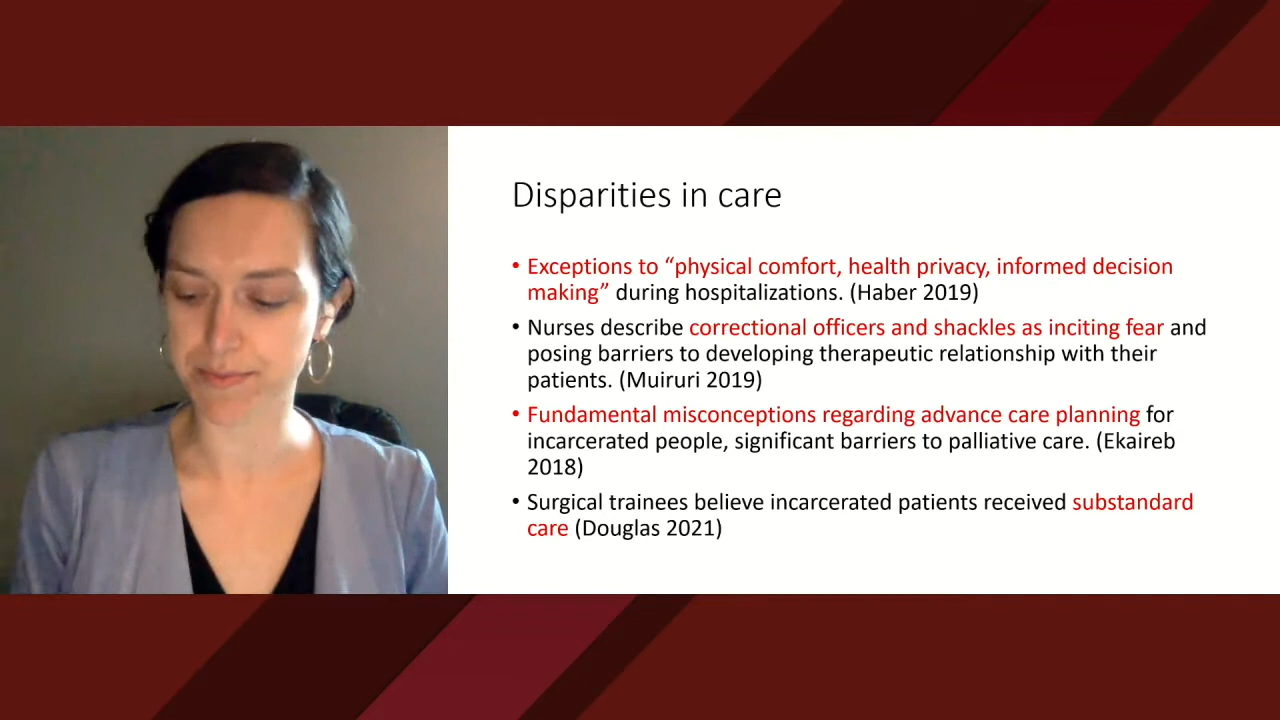 Disparities in care
• Exceptions to “physical comfort, health privacy, informed decision
making” during hospitalizations. (Haber 2019)
• Nurses describe correctional officers and shackles as inciting fear and
posing barriers to developing therapeutic relationship with their
patients. (Muiruri 2019)
• Fundamental misconceptions regarding advance care planning for
incarcerated people, significant barriers to palliative care. (Ekaireb
2018)
• Surgical trainees believe incarcerated patients received substandard
care (Douglas 2021)